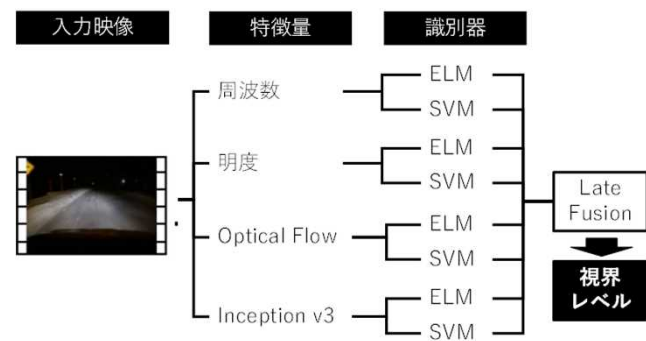 入力映像
特徴量
識別器
周波数
ELM
SVM
明度
ELM
SVM
Optical Flow
ELM
SVM
Inception v3
ELM
SVM
Late
Fusion
視界
レベル